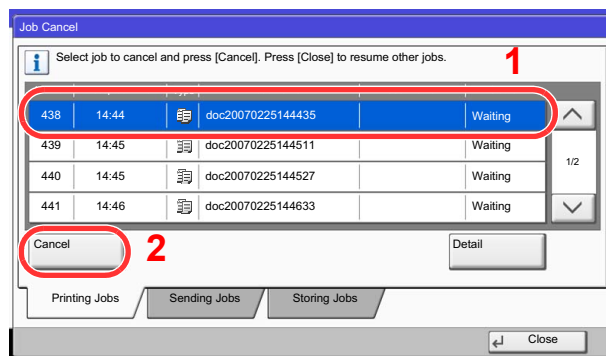 Job Cancel
Select job to cancel and press [Cancel]. Press [Close] to resume other jobs.
1
438 14:44 doc20070225144435 Waiting
439 14:45 doc20070225144511 Waiting
1/2
440 14:45 doc20070225144527 Waiting
441 14:46 doc20070225144633 Waiting
Cancel 2 Detail
Printing Jobs Sending Jobs Storing Jobs
Close